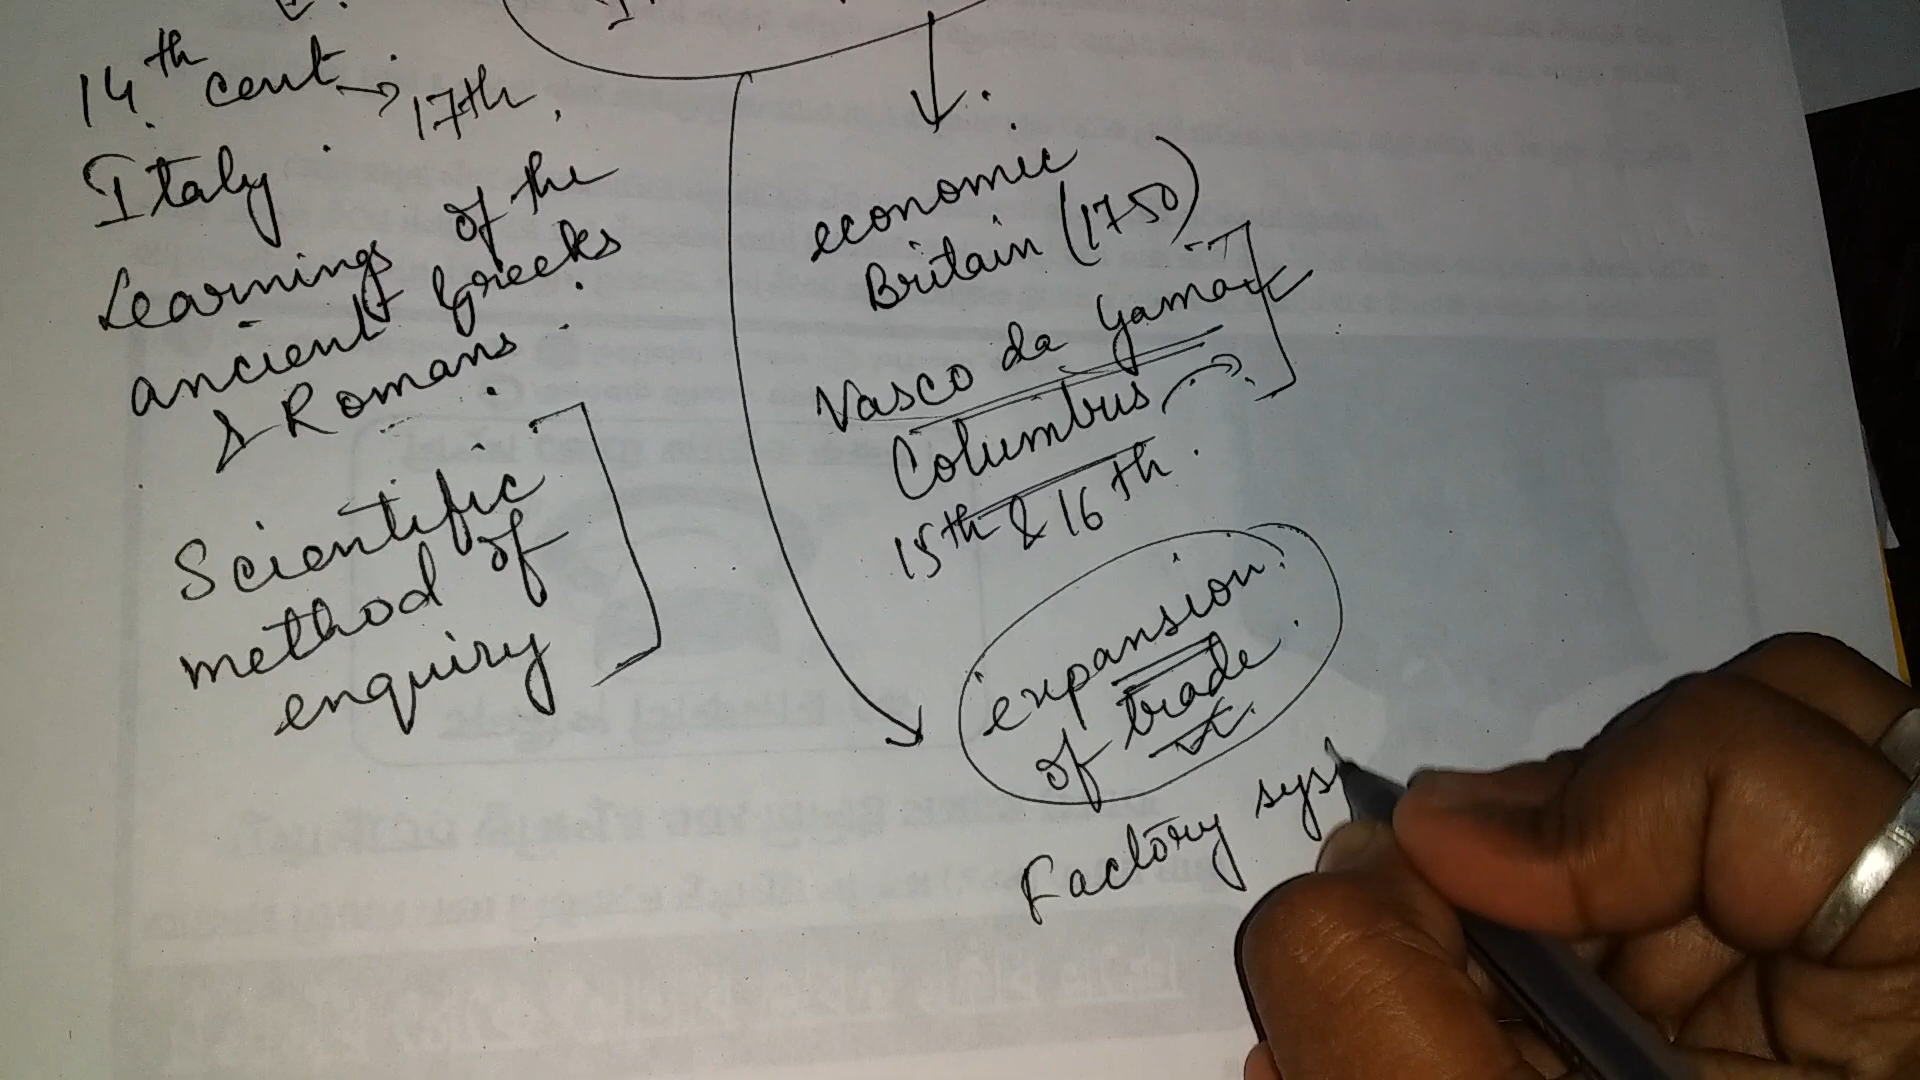 14th cent → 17th.
Italy
Learnings of the
ancient Greeks
& Romans.
Scientific
method of
enquiry
economic
Britain (1750)
Vasco da Gama
Columbus
15th & 16th.
expansion
of trade
Factory sys